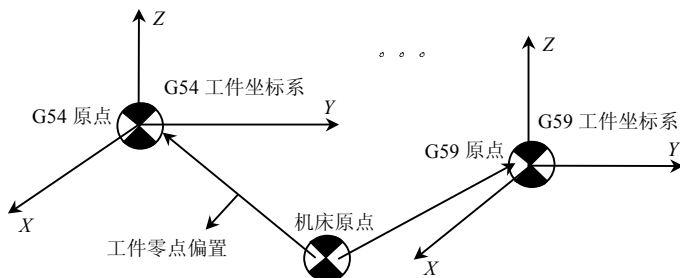 Z
。。。
Z
G54 工件坐标系
G54 原点
Y
G59 工件坐标系
G59 原点
Y
X
机床原点
工件零点偏置
X